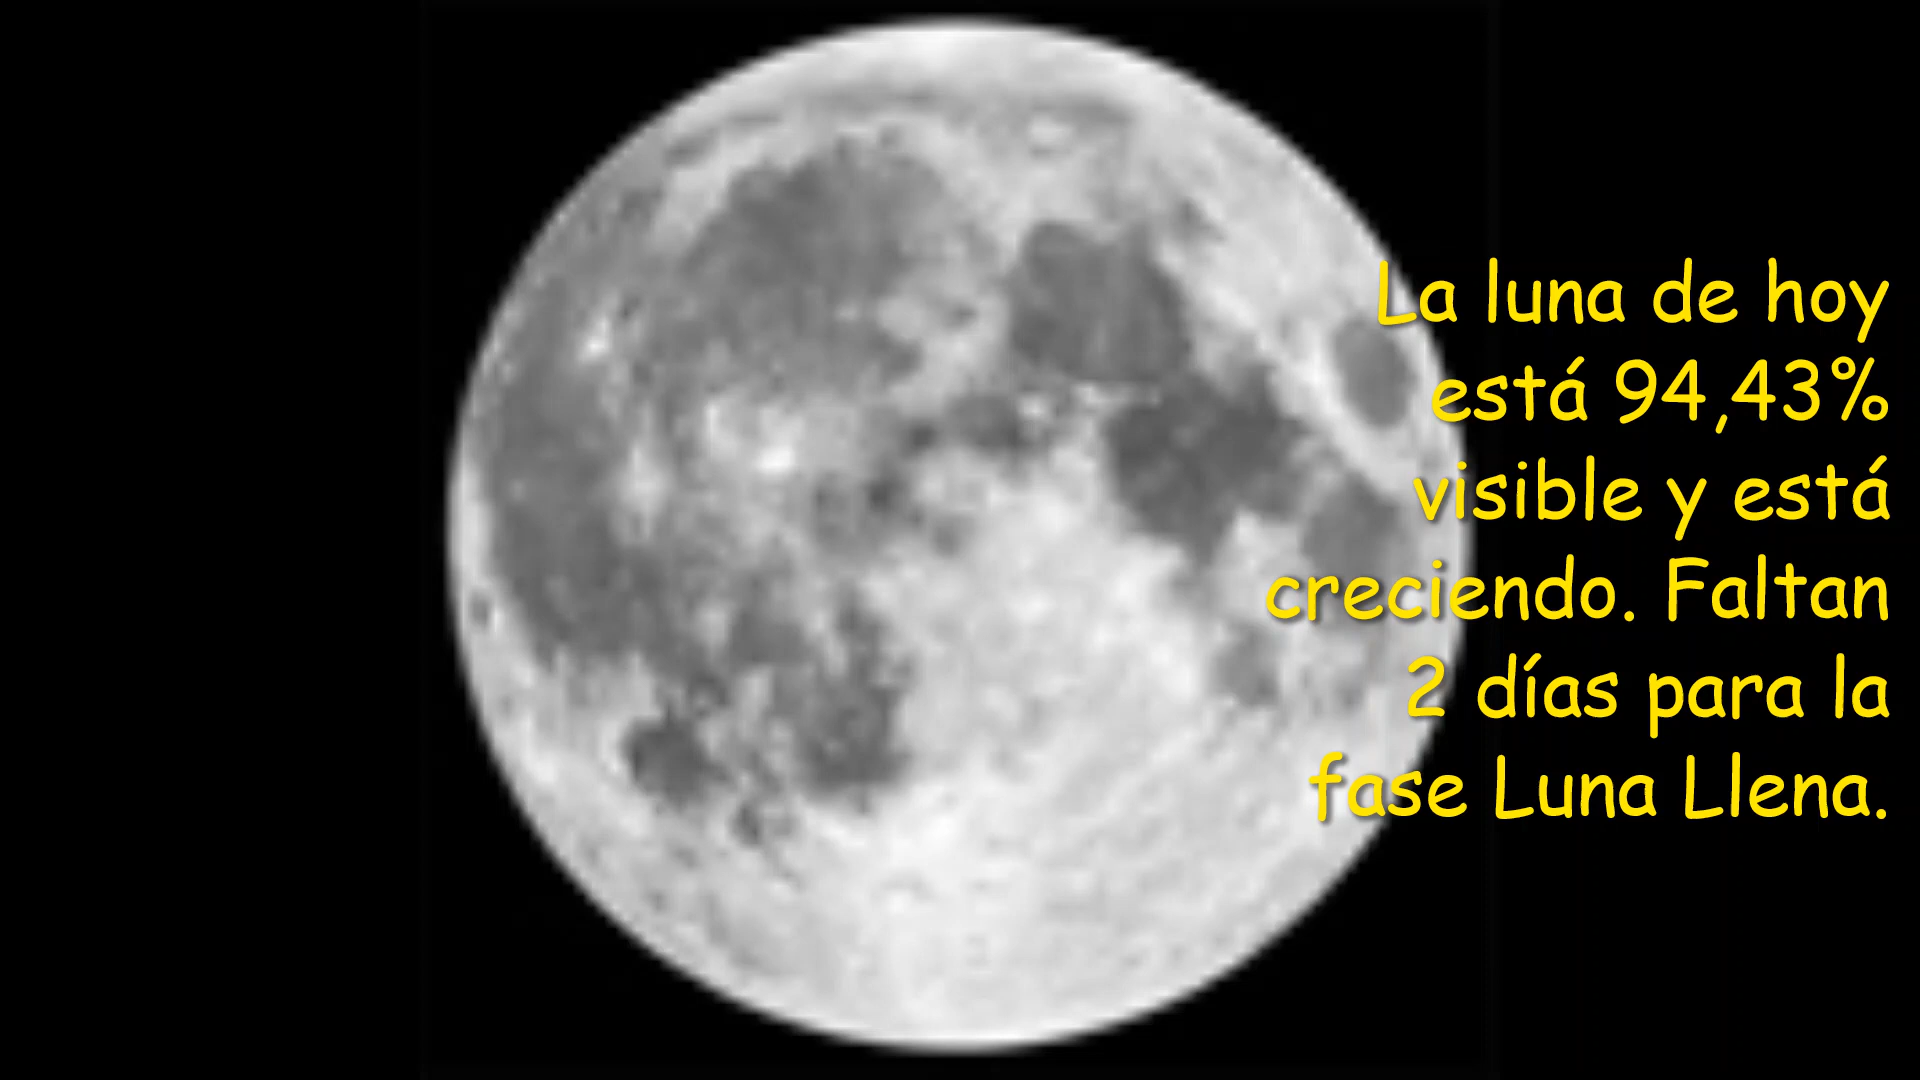 La luna de hoy
está 94,43%
visible y está
creciendo. Faltan
2 días para la
fase Luna Llena.